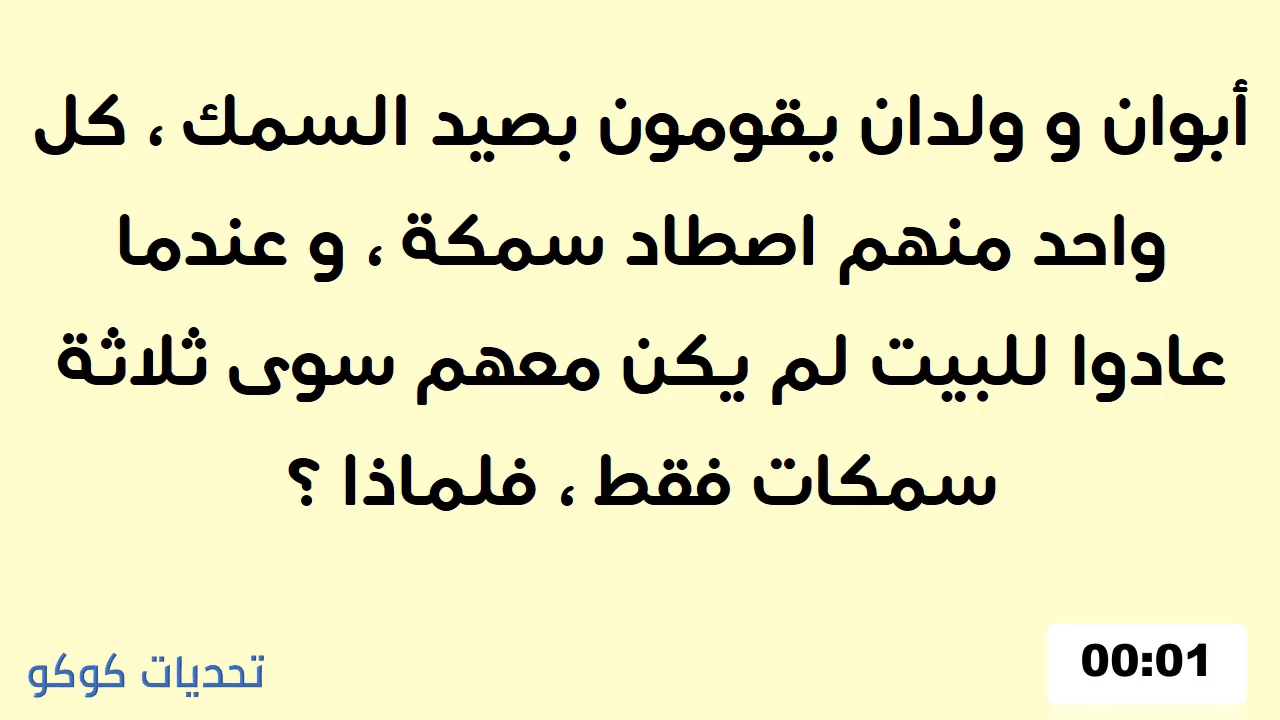 أبوان و ولدان يقومون بصيد السمك ، كل
واحد منهم اصطاد سمكة ، و عندما
عادوا للبيت لم يكن معهم سوى ثلاثة
سمكات فقط ، فلماذا ؟
تحديات كوكو
00:01